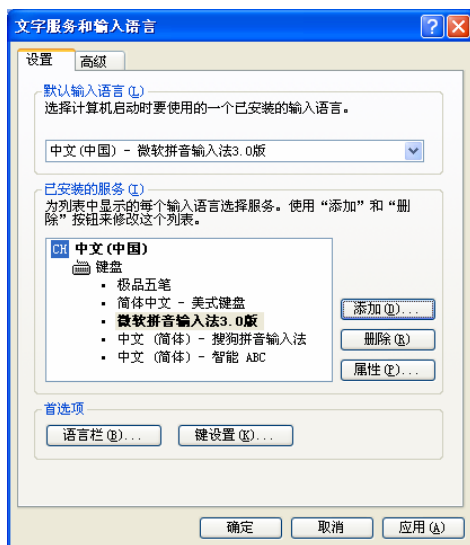 文字服务和输入语言
设置
高级
默认输入语言(L)
选择计算机启动时要使用的一个已安装的输入语言。
中文(中国) - 微软拼音输入法3.0版
已安装的服务(I)
为列表中显示的每个输入语言选择服务。使用“添加”和“删
除”按钮来修改这个列表。
CH 中文(中国)
键盘
· 极品五笔
· 简体中文 - 美式键盘
· 微软拼音输入法3.0版
· 中文 (简体) - 搜狗拼音输入法
· 中文 (简体) - 智能 ABC
添加(D)...
删除(R)
属性(P)...
首选项
语言栏(B)...
键设置(K)...
确定
取消
应用(A)